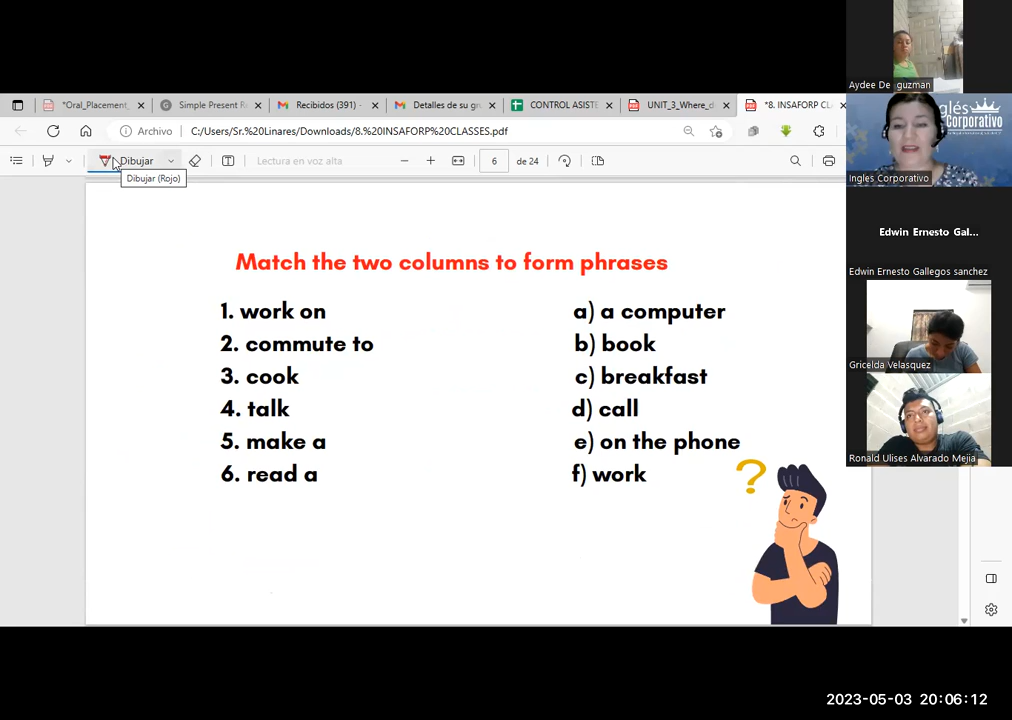 *Oral_Placement_
Simple Present R
Recibidos (391) -
Detalles de su gru
CONTROL ASISTE
UNIT_3_Where_d
*8. INSAFORP CL
Archivo
C:/Users/Sr.%20Linares/Downloads/8.%20INSAFORP%20CLASSES.pdf
Dibujar
Lectura en voz alta
6
de 24
Dibujar (Rojo)
Match the two columns to form phrases
1. work on
a) a computer
2. commute to
b) book
3. cook
c) breakfast
4. talk
d) call
5. make a
e) on the phone
6. read a
f) work
?
Aydee De guzman
Inglés
Corporativo
Ingles Corporativo
Edwin Ernesto Gal...
Edwin Ernesto Gallegos sanchez
Gricelda Velasquez
Ronald Ulises Alvarado Mejia
2023-05-03 20:06:12